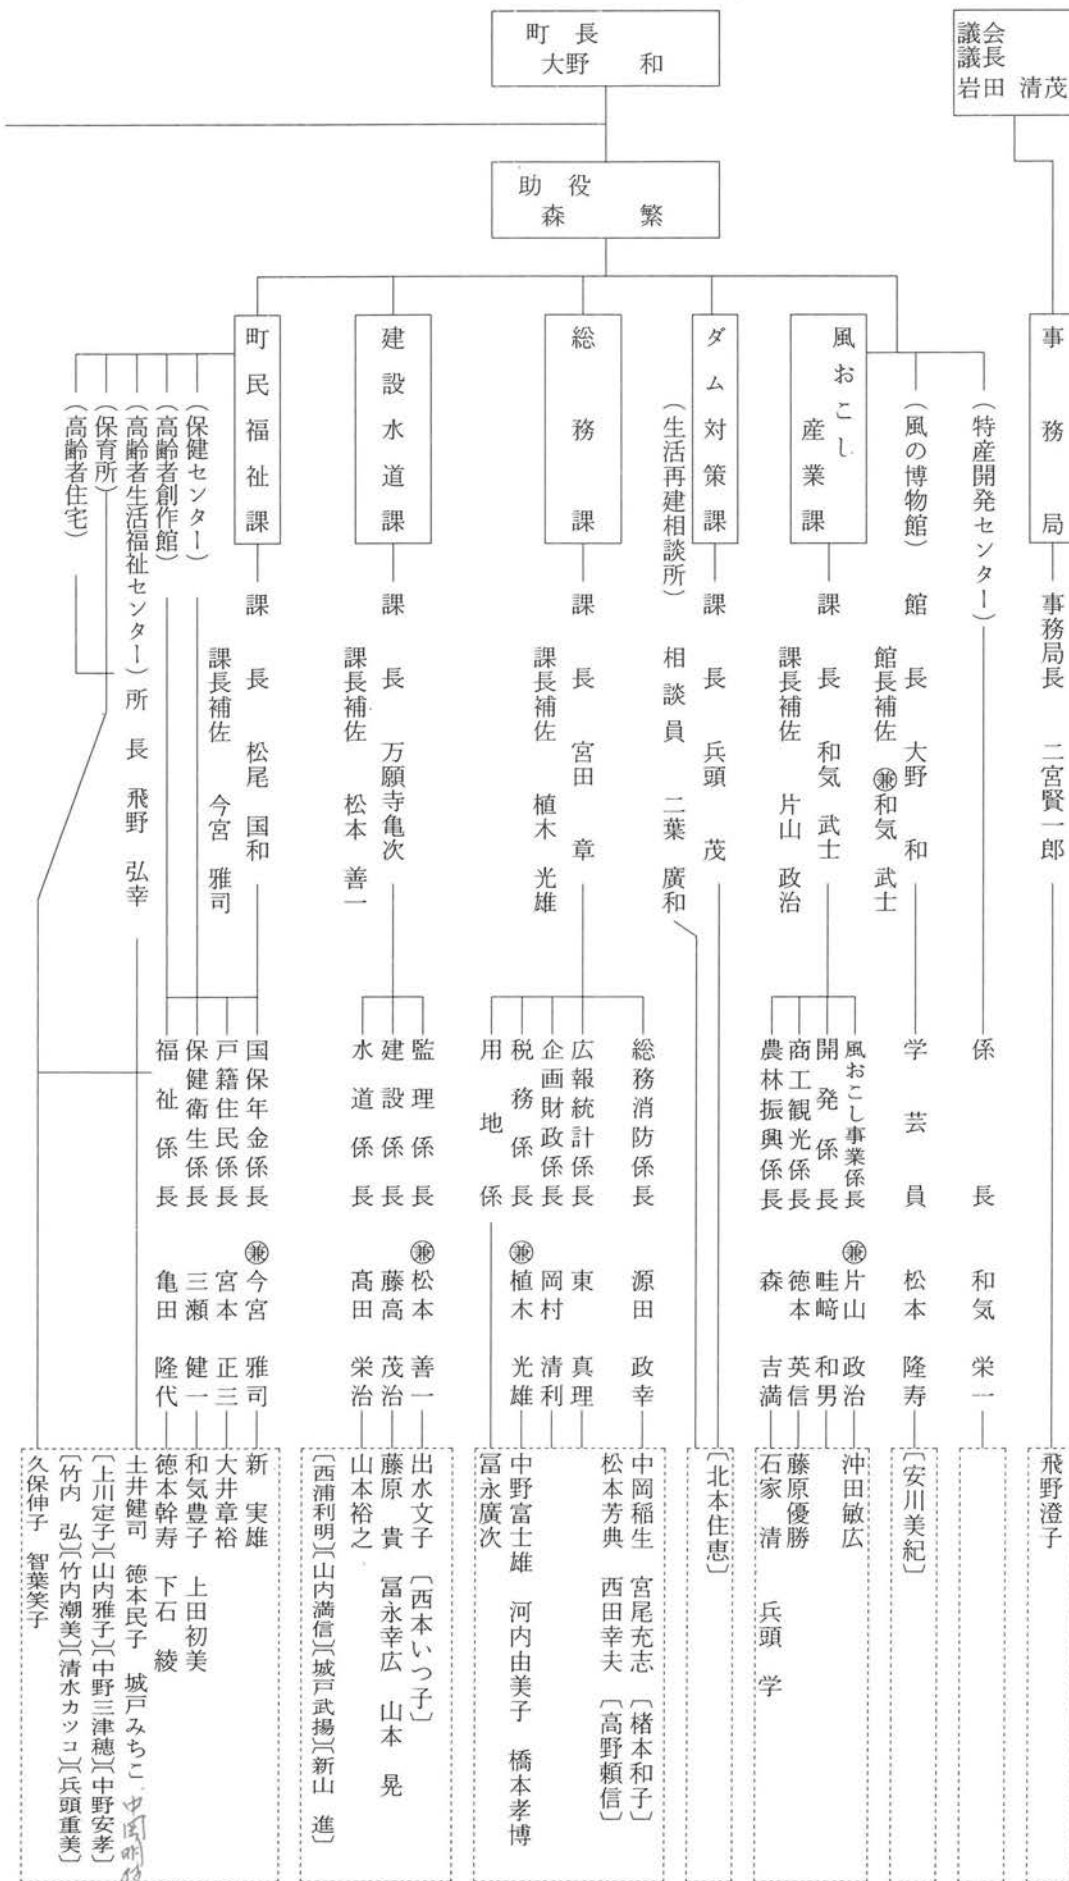 議会
議長
岩田 清茂
町長
大野 和
助役
森 繁
事務局
事務局長 二宮賢一郎
飛野澄子
(特産開発センター)
係長 和気 栄一
(風の博物館)
館長 大野 和
館長補佐 ㊎和気 武士
学芸員 松本 隆寿
〔安川美紀〕
風おこし
産業課
課長 和気 武士
課長補佐 片山 政治
風おこし事業係長 ㊎片山 政治
開発係長 畦﨑 和男
商工観光係長 徳本 英信
農林振興係長 森 吉満
沖田敏広
藤原優勝
石家 清 兵頭 学
ダム対策課
課長 兵頭 茂
(生活再建相談所)
相談員 二葉 廣和
〔北本住恵〕
総務課
課長 宮田 章
課長補佐 植木 光雄
総務消防係長 源田 政幸
広報統計係長 東 真理
企画財政係長 岡村 清利
税務係長 ㊎植木 光雄
用地係
中岡稲生 宮尾充志 〔楮本和子〕
松本芳典 西田幸夫 〔高野頼信〕
中野富士雄 河内由美子 橋本孝博
冨永廣次
建設水道課
課長 万願寺亀次
課長補佐 松本 善一
監理係長 ㊎松本 善一
建設係長 藤高 茂治
水道係長 髙田 栄治
出水文子 〔西本いつ子〕
藤原 貴 冨永幸広 山本 晃
山本裕之
〔西浦利明〕〔山内満信〕〔城戸武揚〕〔新山 進〕
町民福祉課
課長 松尾 国和
課長補佐 今宮 雅司
(保健センター)
(高齢者創作館)
(高齢者生活福祉センター) 所長 飛野 弘幸
(保育所)
(高齢者住宅)
国保年金係長 ㊎今宮 雅司
戸籍住民係長 宮本 正三
保健衛生係長 三瀬 健一
福祉係長 亀田 隆代
新 実雄
大井章裕
和気豊子 上田初美
徳本幹寿 下石 綾
土井健司 徳本民子 城戸みちこ
〔上川定子〕〔山内雅子〕〔中野三津穂〕〔中野安孝〕
〔竹内 弘〕〔竹内潮美〕〔清水カッコ〕〔兵頭重美〕
久保伸子 智葉笑子